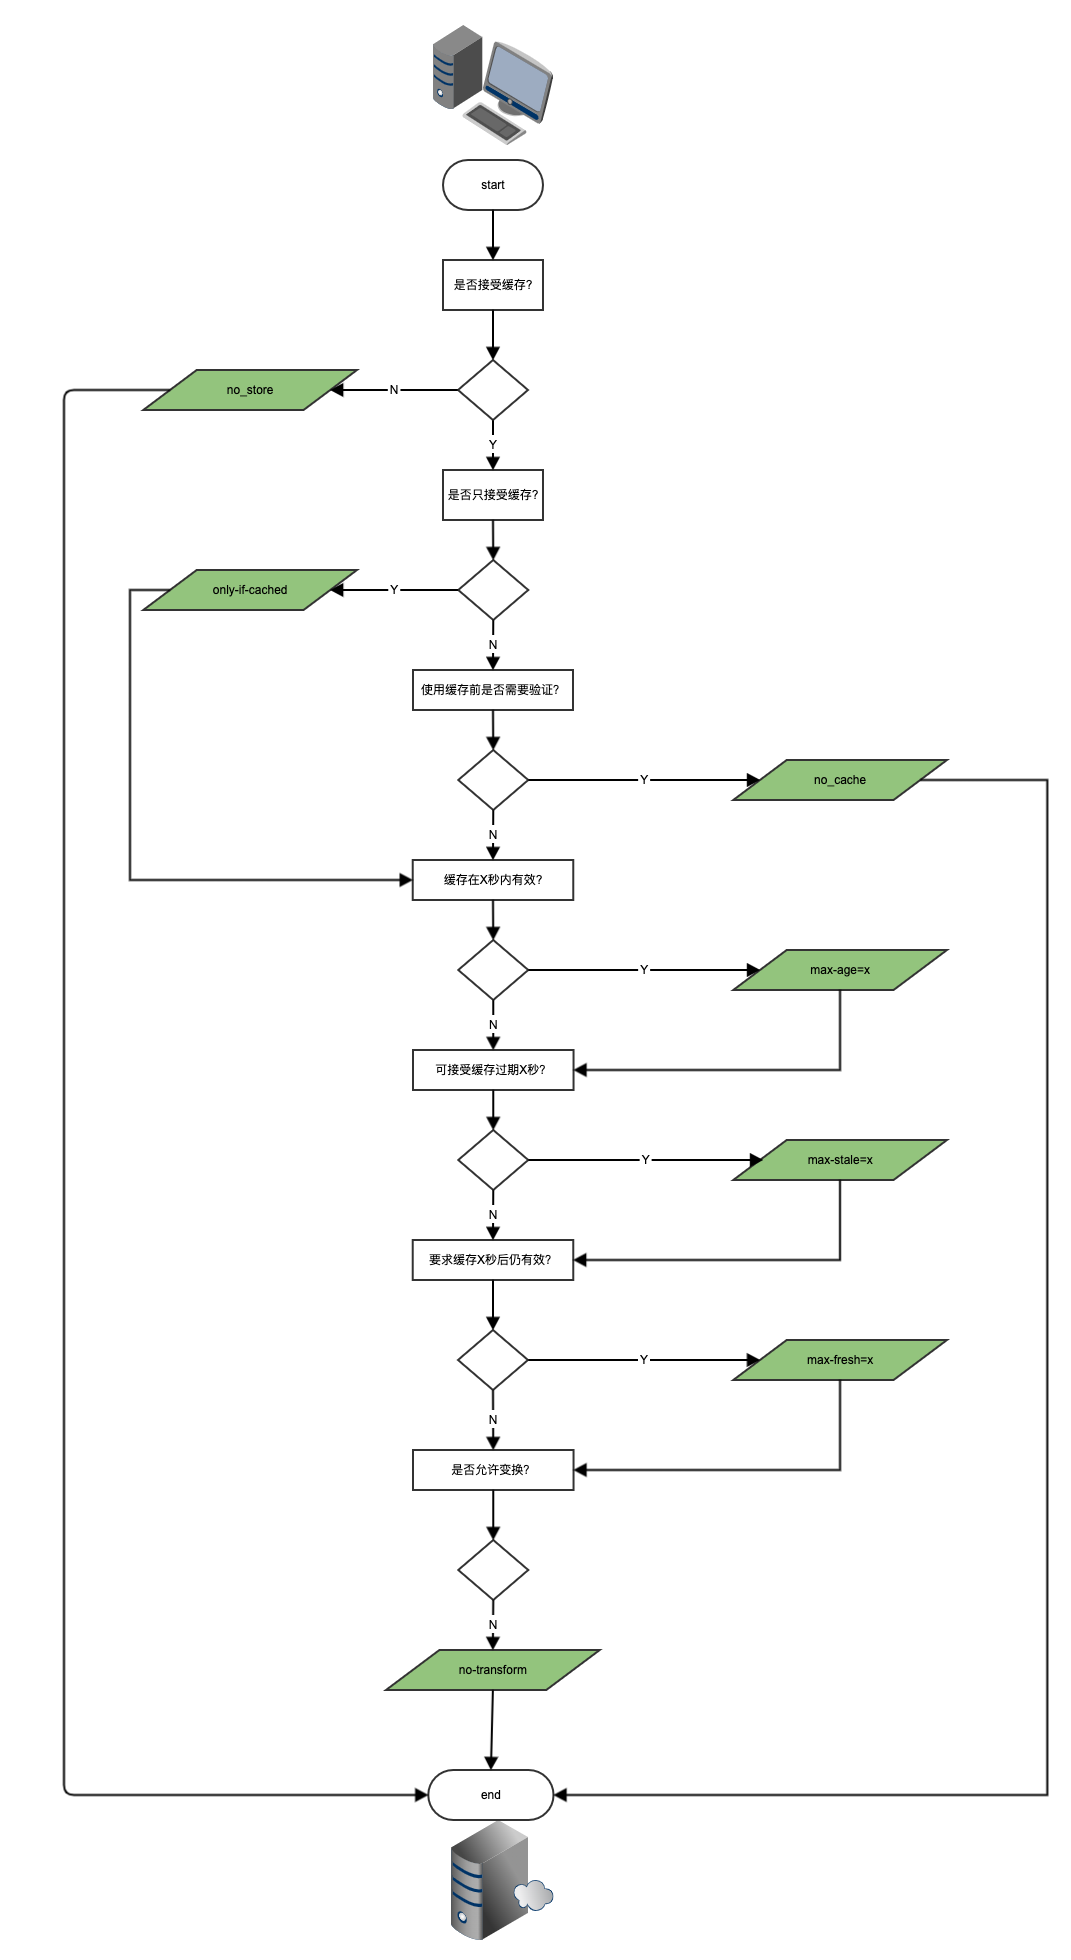 start
是否接受缓存?
no_store
N
Y
是否只接受缓存?
only-if-cached
Y
N
使用缓存前是否需要验证?
Y
no_cache
N
缓存在X秒内有效?
Y
max-age=x
N
可接受缓存过期X秒?
Y
max-stale=x
N
要求缓存X秒后仍有效?
Y
max-fresh=x
N
是否允许变换?
N
no-transform
end